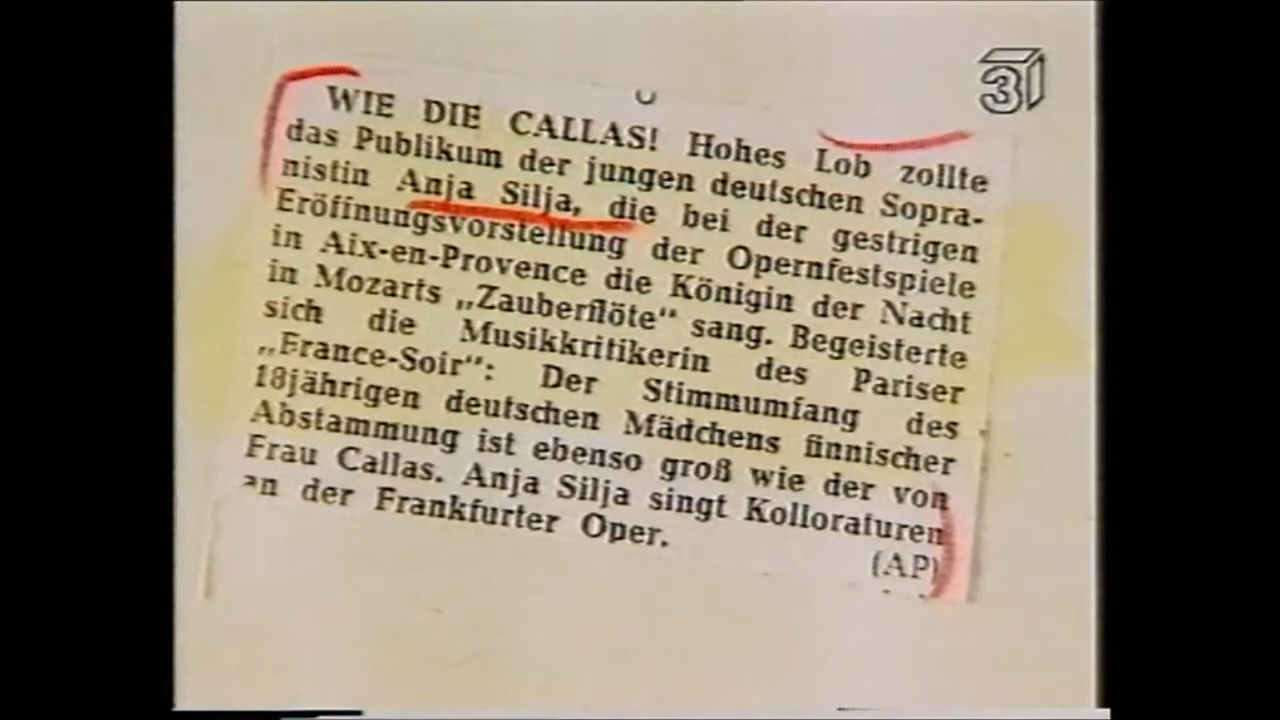 3
WIE DIE CALLAS! Hohes Lob zollte
das Publikum der jungen deutschen Sopra-
nistin Anja Silja, die bei der gestrigen
Eröffnungsvorstellung der Opernfestspiele
in Aix-en-Provence die Königin der Nacht
in Mozarts „Zauberflöte“ sang. Begeisterte
sich die Musikkritikerin des Pariser
„France-Soir“: Der Stimmumfang des
18jährigen deutschen Mädchens finnischer
Abstammung ist ebenso groß wie der von
Frau Callas. Anja Silja singt Kolloraturen
an der Frankfurter Oper.
(AP)